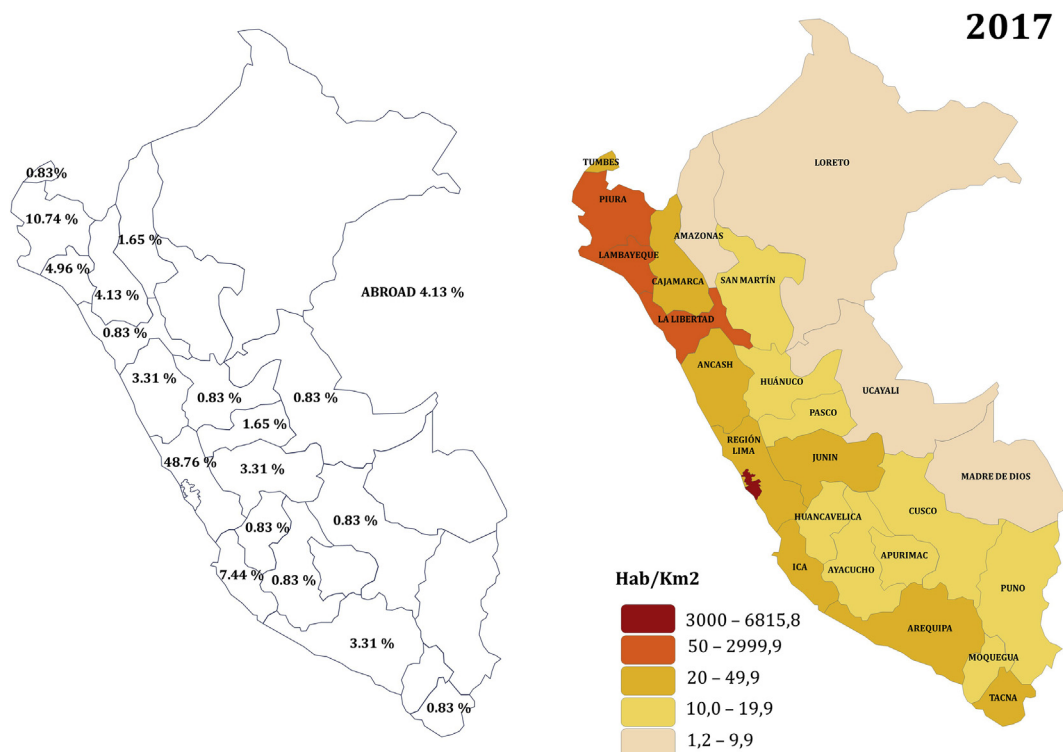 2017
0.83%
10.74 %
1.65 %
4.96 %
4.13 %
ABROAD 4.13 %
0.83 %
3.31 %
0.83 %
0.83 %
1.65 %
48.76 %
3.31 %
0.83 %
0.83 %
7.44 %
0.83 %
3.31 %
0.83 %
TUMBES
LORETO
PIURA
AMAZONAS
LAMBAYEQUE
CAJAMARCA
SAN MARTÍN
LA LIBERTAD
ANCASH
HUÁNUCO
UCAYALI
PASCO
REGIÓN
LIMA
JUNIN
MADRE DE DIOS
CUSCO
HUANCAVELICA
APURIMAC
ICA
AYACUCHO
PUNO
AREQUIPA
MOQUEGUA
TACNA
Hab/Km2
3000 – 6815,8
50 – 2999,9
20 – 49,9
10,0 – 19,9
1,2 – 9,9